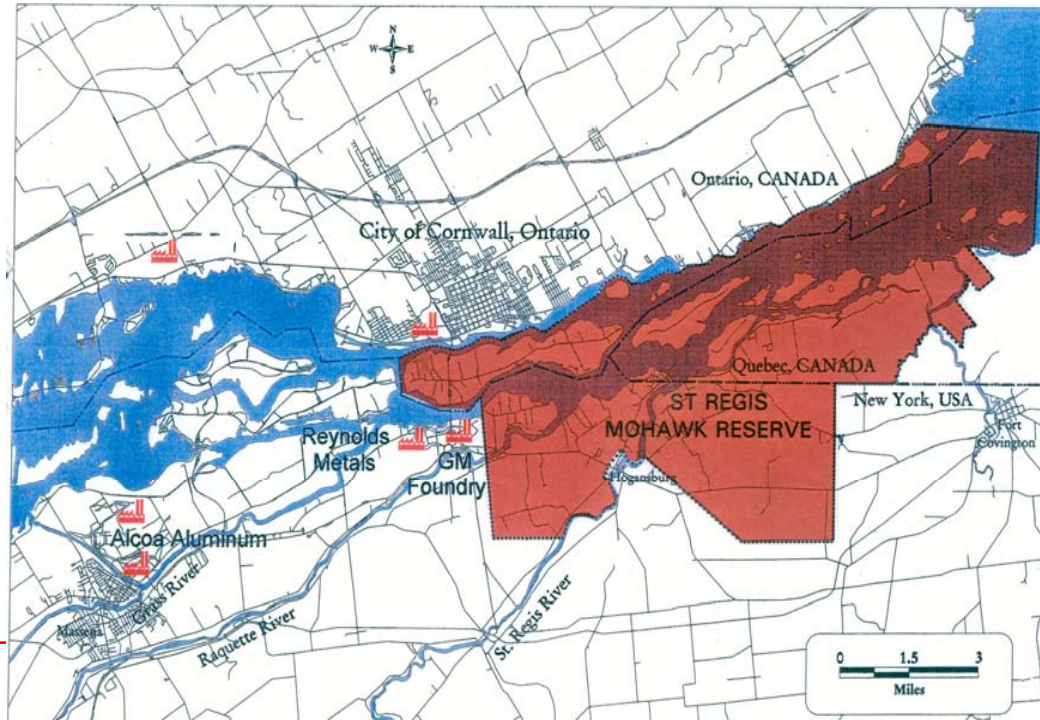 N
W E
S
Ontario, CANADA
City of Cornwall, Ontario
Quebec, CANADA
New York, USA
ST REGIS
MOHAWK RESERVE
Fort
Covington
Reynolds
Metals
GM
Foundry
Hogansburg
Alcoa Aluminum
Grass River
Massena
Raquette River
St. Regis River
0 1.5 3
Miles